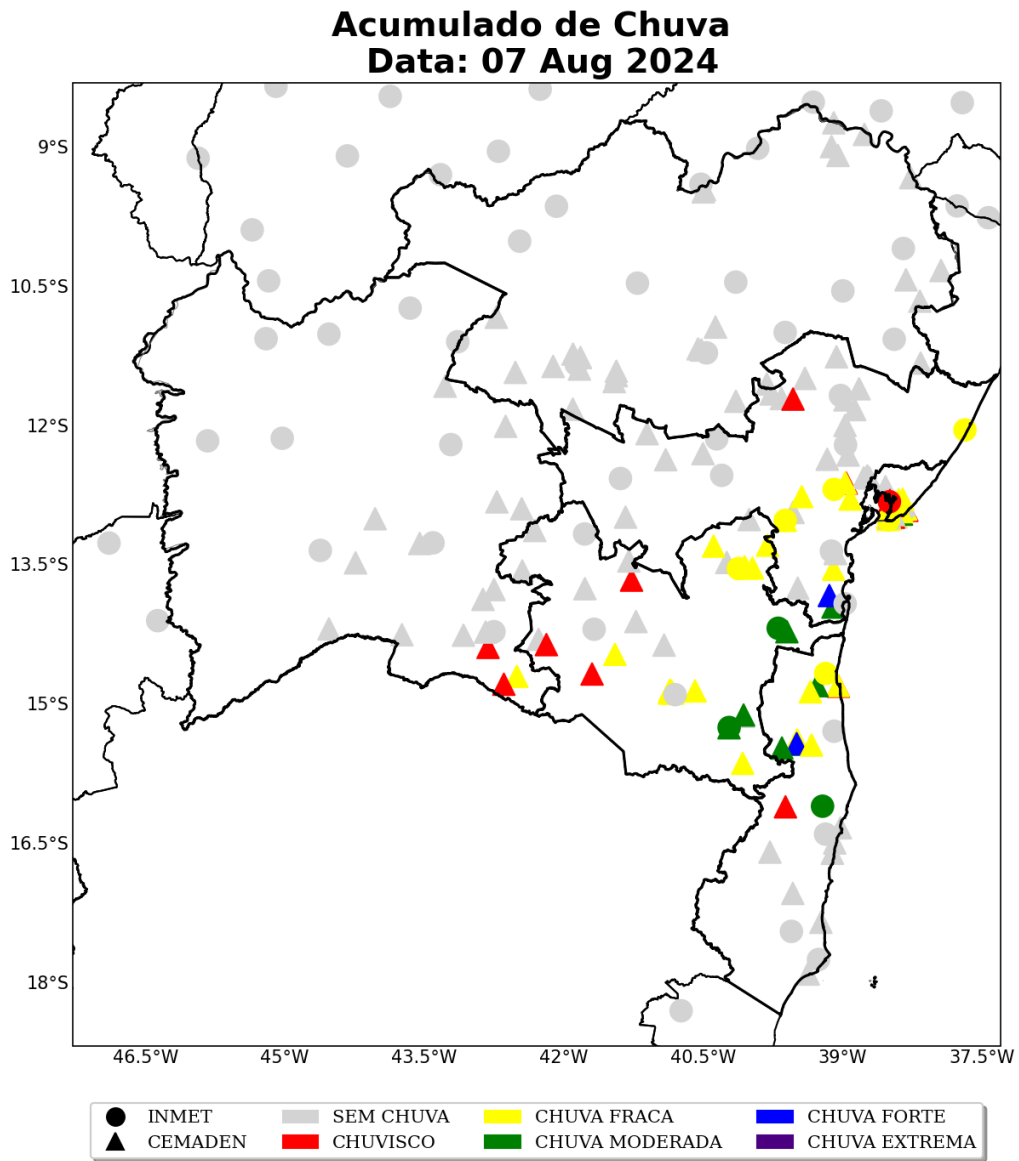 Acumulado de Chuva
Data: 07 Aug 2024
9°S
10.5°S
12°S
13.5°S
15°S
16.5°S
18°S
46.5°W 45°W 43.5°W 42°W 40.5°W 39°W 37.5°W
INMET SEM CHUVA CHUVA FRACA CHUVA FORTE
CEMADEN CHUVISCO CHUVA MODERADA CHUVA EXTREMA